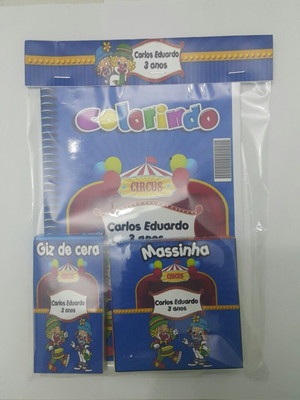 Carlos Eduardo
3 anos
Colorindo
CIRCUS
Carlos Eduardo
3 anos
Giz de cera
CIRCUS
Carlos Eduardo
3 anos
Massinha
CIRCUS
Carlos Eduardo
3 anos